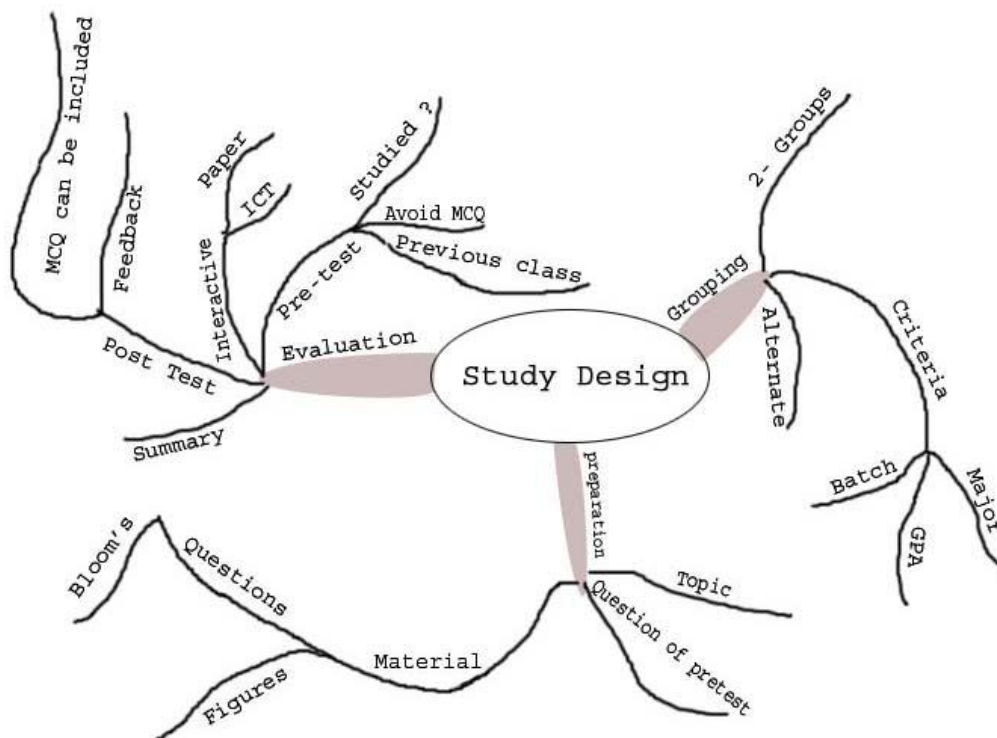 Study Design
Evaluation
Pre-test
Studied ?
Avoid MCQ
Previous class
Interactive
Paper
ICT
Post Test
Feedback
MCQ can be included
Summary
Grouping
2- Groups
Alternate
Criteria
Batch
GPA
Major
preparation
Topic
Question of pretest
Material
Questions
Bloom's
Figures